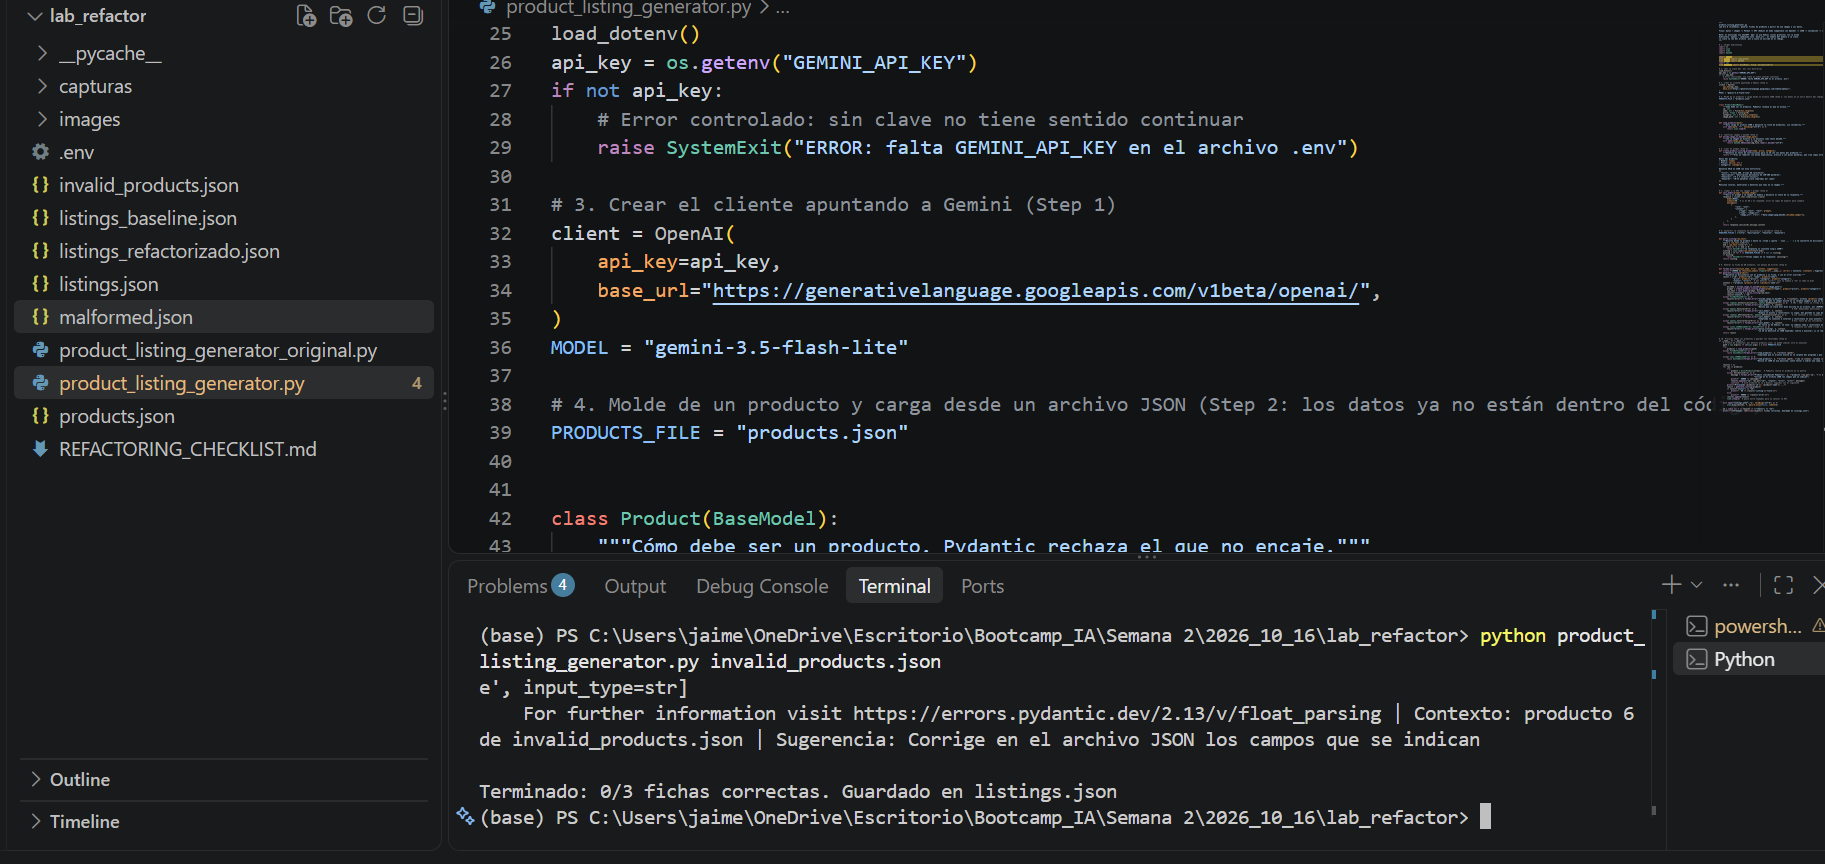 lab_refactor
__pycache__
capturas
images
.env
invalid_products.json
listings_baseline.json
listings_refactorizado.json
listings.json
malformed.json
product_listing_generator_original.py
product_listing_generator.py 4
products.json
REFACTORING_CHECKLIST.md
Outline
Timeline
product_listing_generator.py > ...
25 load_dotenv()
26 api_key = os.getenv("GEMINI_API_KEY")
27 if not api_key:
28 # Error controlado: sin clave no tiene sentido continuar
29 raise SystemExit("ERROR: falta GEMINI_API_KEY en el archivo .env")
30
31 # 3. Crear el cliente apuntando a Gemini (Step 1)
32 client = OpenAI(
33 api_key=api_key,
34 base_url="https://generativelanguage.googleapis.com/v1beta/openai/",
35 )
36 MODEL = "gemini-3.5-flash-lite"
37
38 # 4. Molde de un producto y carga desde un archivo JSON (Step 2: los datos ya no están dentro del cód
39 PRODUCTS_FILE = "products.json"
40
41
42 class Product(BaseModel):
43 """Cómo debe ser un producto. Pydantic rechaza el que no encaje."""
Problems 4 Output Debug Console Terminal Ports
(base) PS C:\Users\jaime\OneDrive\Escritorio\Bootcamp_IA\Semana 2\2026_10_16\lab_refactor> python product_
listing_generator.py invalid_products.json
e', input_type=str]
For further information visit https://errors.pydantic.dev/2.13/v/float_parsing | Contexto: producto 6
de invalid_products.json | Sugerencia: Corrige en el archivo JSON los campos que se indican
Terminado: 0/3 fichas correctas. Guardado en listings.json
(base) PS C:\Users\jaime\OneDrive\Escritorio\Bootcamp_IA\Semana 2\2026_10_16\lab_refactor>
powersh...
Python